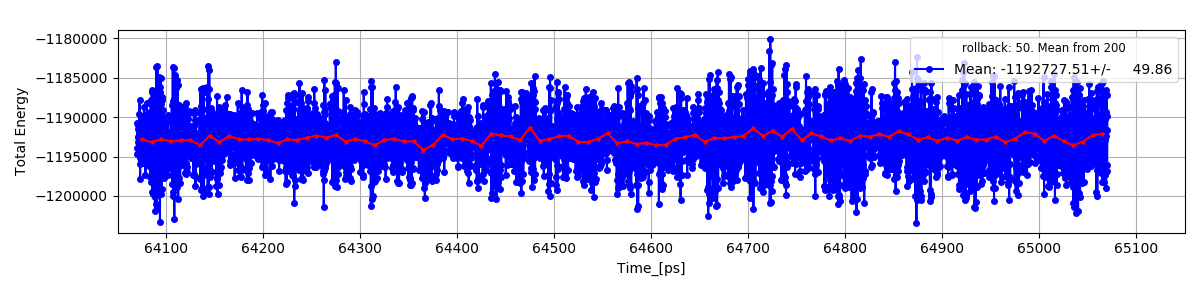 −1180000
−1185000
−1190000
−1195000
−1200000
Total Energy
rollback: 50. Mean from 200
Mean: -1192727.51+/-     49.86
64100 64200 64300 64400 64500 64600 64700 64800 64900 65000 65100
Time_[ps]